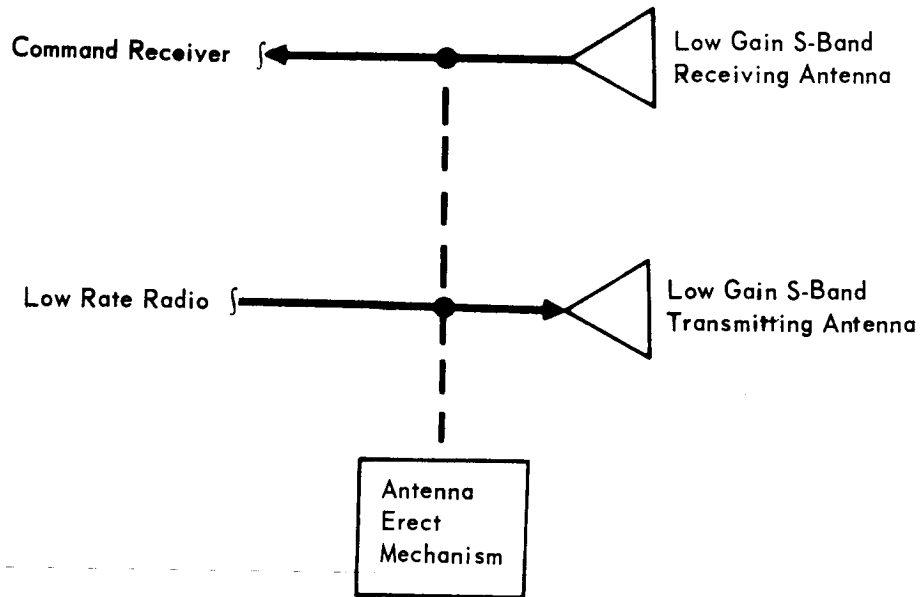 Command Receiver
Low Gain S-Band
Receiving Antenna
Low Rate Radio
Low Gain S-Band
Transmitting Antenna
Antenna
Erect
Mechanism